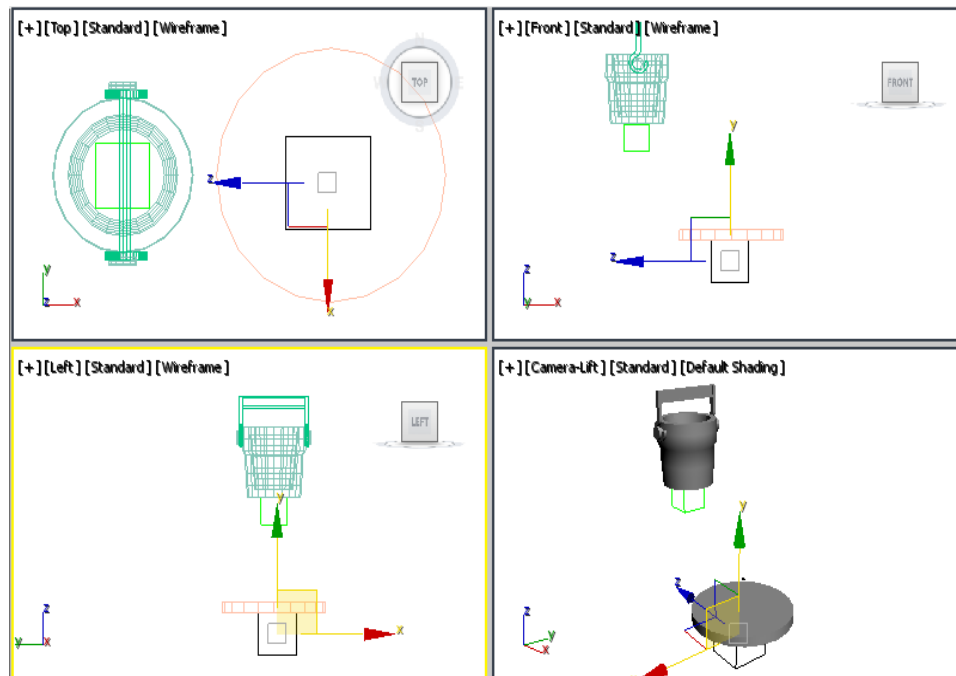 [+] [Top] [Standard] [Wireframe]
N
W
TOP
E
S
z
x
y
z
x
[+] [Front] [Standard] [Wireframe]
FRONT
y
z
z
y
x
[+] [Left] [Standard] [Wireframe]
LEFT
y
x
z
y
x
[+] [Camera-Lift] [Standard] [Default Shading]
y
z
z
y
x